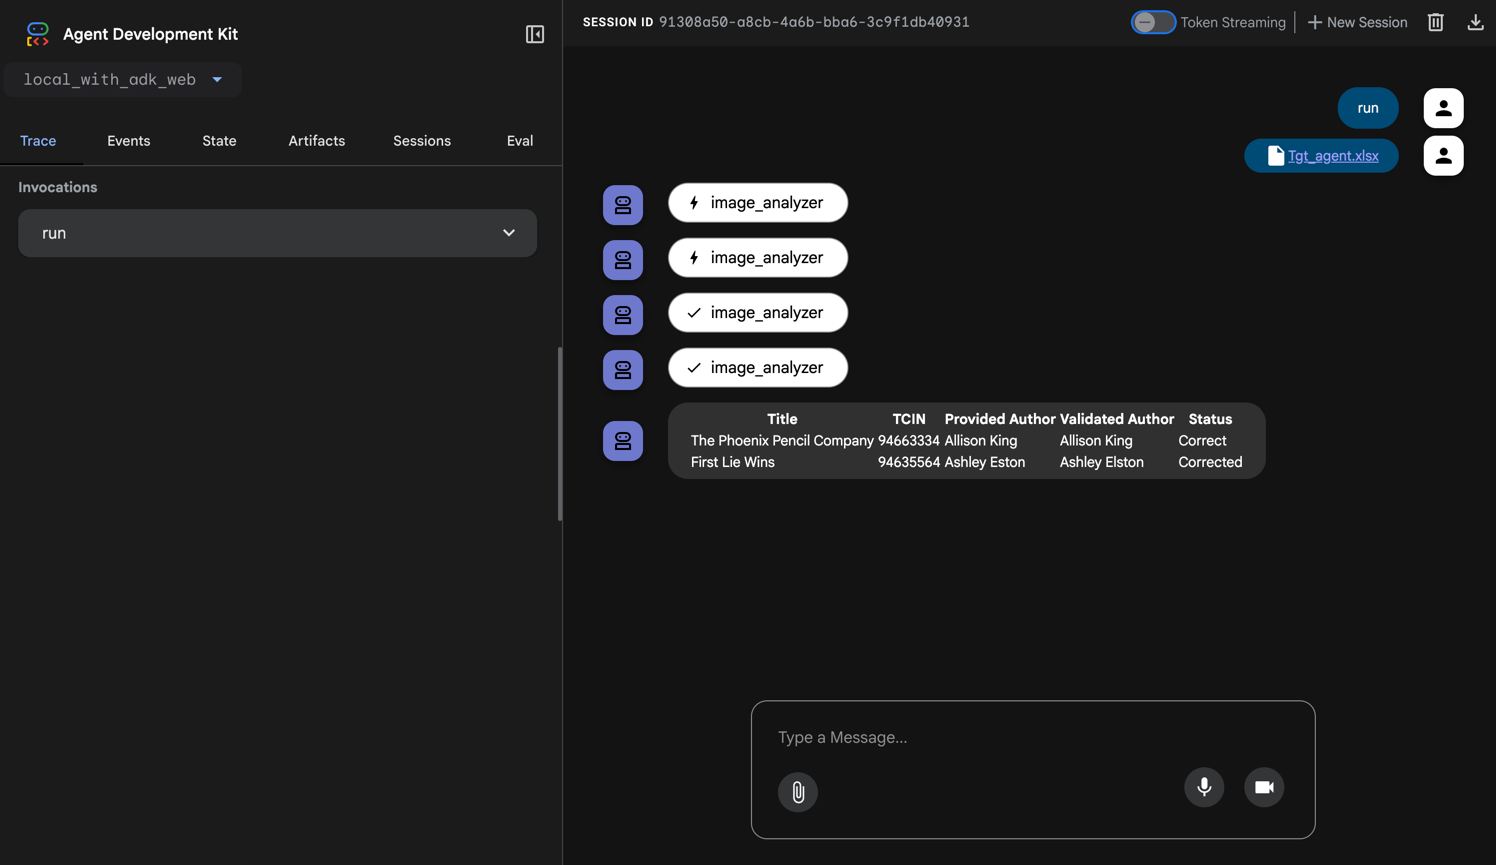 Agent Development Kit
local_with_adk_web
Trace Events State Artifacts Sessions Eval
Invocations
run
SESSION ID 91308a50-a8cb-4a6b-bba6-3c9f1db40931 Token Streaming New Session
run
Tgt_agent.xlsx
image_analyzer
image_analyzer
image_analyzer
image_analyzer
Title TCIN Provided Author Validated Author Status
The Phoenix Pencil Company 94663334 Allison King Allison King Correct
First Lie Wins 94635564 Ashley Eston Ashley Elston Corrected
Type a Message...